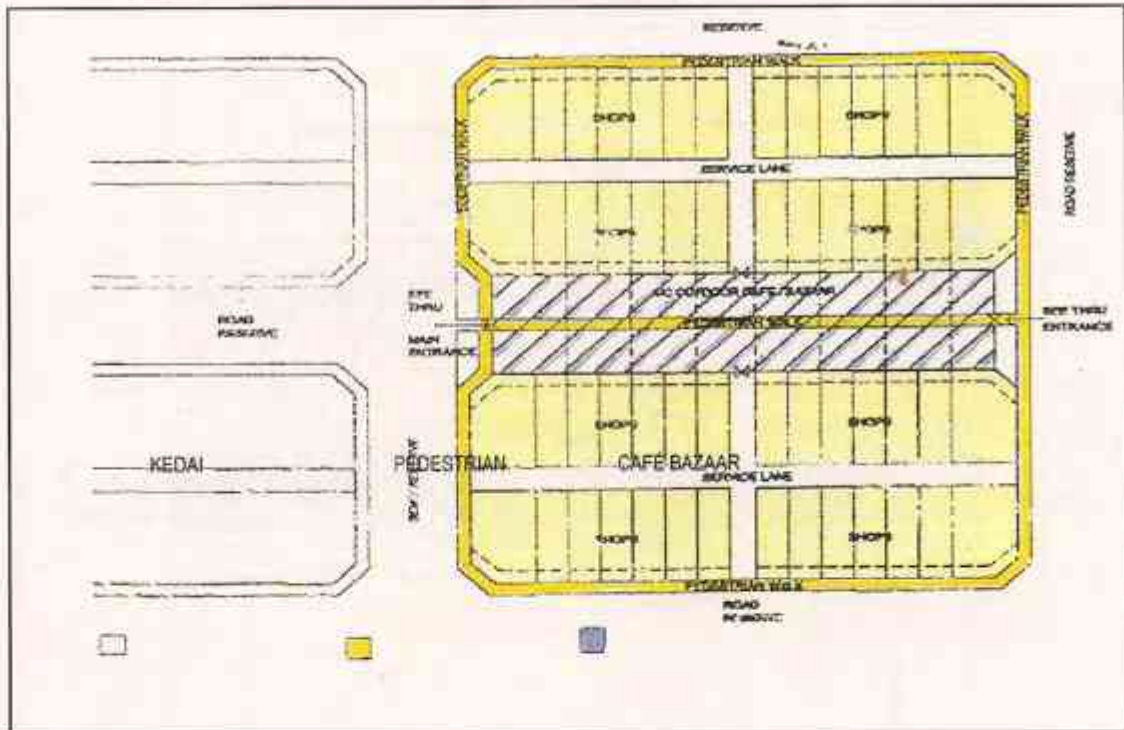 RESERVE
PEDESTRIAN WALK
SHOPS
SHOPS
PEDESTRIAN WALK
ROAD RESERVE
SERVICE LANE
SHOPS
SHOPS
CAFE/BAZAAR
SEE
THRU
PEDESTRIAN WALK
SEE THRU
ENTRANCE
ROAD
RESERVE
MAIN
ENTRANCE
SHOPS
SHOPS
KEDAI
PEDESTRIAN
CAFE BAZAAR
SERVICE LANE
SHOPS
SHOPS
PEDESTRIAN WALK
ROAD
RESERVE